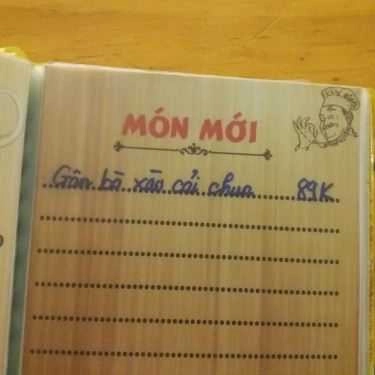 MÓN MỚI
Gân bò xào cải chua 89K